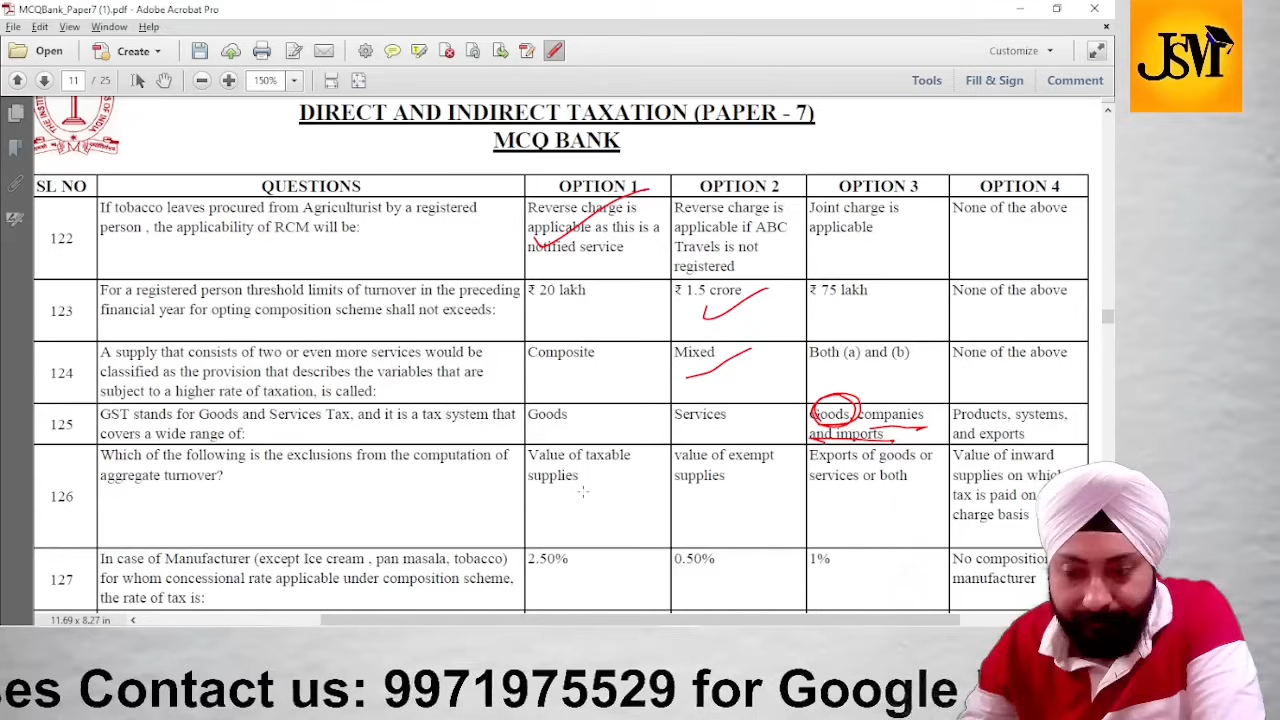 MCQBank_Paper7 (1).pdf - Adobe Acrobat Pro
File Edit View Window Help
Open Create Customize
11 / 25 150% Tools Fill & Sign Comment
JSM
DIRECT AND INDIRECT TAXATION (PAPER - 7)
MCQ BANK
SL NO QUESTIONS OPTION 1 OPTION 2 OPTION 3 OPTION 4
122
If tobacco leaves procured from Agriculturist by a registered
person , the applicability of RCM will be:
Reverse charge is
applicable as this is a
notified service
Reverse charge is
applicable if ABC
Travels is not
registered
Joint charge is
applicable
None of the above
123
For a registered person threshold limits of turnover in the preceding
financial year for opting composition scheme shall not exceeds:
₹ 20 lakh
₹ 1.5 crore
₹ 75 lakh
None of the above
124
A supply that consists of two or even more services would be
classified as the provision that describes the variables that are
subject to a higher rate of taxation, is called:
Composite
Mixed
Both (a) and (b)
None of the above
125
GST stands for Goods and Services Tax, and it is a tax system that
covers a wide range of:
Goods
Services
Goods, companies
and imports
Products, systems,
and exports
126
Which of the following is the exclusions from the computation of
aggregate turnover?
Value of taxable
supplies
value of exempt
supplies
Exports of goods or
services or both
Value of inward
supplies on which
tax is paid on
charge basis
127
In case of Manufacturer (except Ice cream , pan masala, tobacco)
for whom concessional rate applicable under composition scheme,
the rate of tax is:
2.50%
0.50%
1%
No composition
manufacturer
11.69 x 8.27 in
ses Contact us: 9971975529 for Google